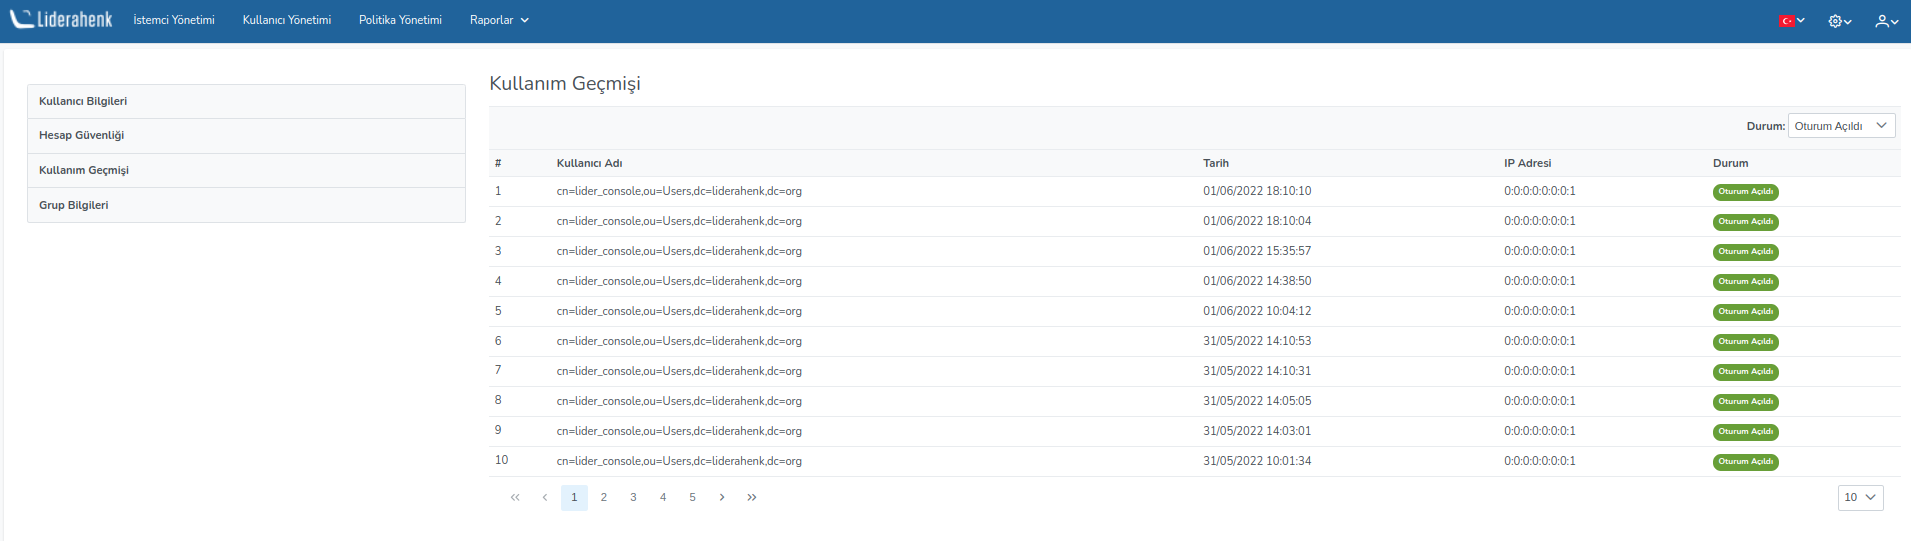 Liderahenk İstemci Yönetimi Kullanıcı Yönetimi Politika Yönetimi Raporlar
Kullanıcı Bilgileri
Hesap Güvenliği
Kullanım Geçmişi
Grup Bilgileri
Kullanım Geçmişi
Durum: Oturum Açıldı
# Kullanıcı Adı Tarih IP Adresi Durum
1 cn=lider_console,ou=Users,dc=liderahenk,dc=org 01/06/2022 18:10:10 0:0:0:0:0:0:0:1 Oturum Açıldı
2 cn=lider_console,ou=Users,dc=liderahenk,dc=org 01/06/2022 18:10:04 0:0:0:0:0:0:0:1 Oturum Açıldı
3 cn=lider_console,ou=Users,dc=liderahenk,dc=org 01/06/2022 15:35:57 0:0:0:0:0:0:0:1 Oturum Açıldı
4 cn=lider_console,ou=Users,dc=liderahenk,dc=org 01/06/2022 14:38:50 0:0:0:0:0:0:0:1 Oturum Açıldı
5 cn=lider_console,ou=Users,dc=liderahenk,dc=org 01/06/2022 10:04:12 0:0:0:0:0:0:0:1 Oturum Açıldı
6 cn=lider_console,ou=Users,dc=liderahenk,dc=org 31/05/2022 14:10:53 0:0:0:0:0:0:0:1 Oturum Açıldı
7 cn=lider_console,ou=Users,dc=liderahenk,dc=org 31/05/2022 14:10:31 0:0:0:0:0:0:0:1 Oturum Açıldı
8 cn=lider_console,ou=Users,dc=liderahenk,dc=org 31/05/2022 14:05:05 0:0:0:0:0:0:0:1 Oturum Açıldı
9 cn=lider_console,ou=Users,dc=liderahenk,dc=org 31/05/2022 14:03:01 0:0:0:0:0:0:0:1 Oturum Açıldı
10 cn=lider_console,ou=Users,dc=liderahenk,dc=org 31/05/2022 10:01:34 0:0:0:0:0:0:0:1 Oturum Açıldı
1 2 3 4 5 10